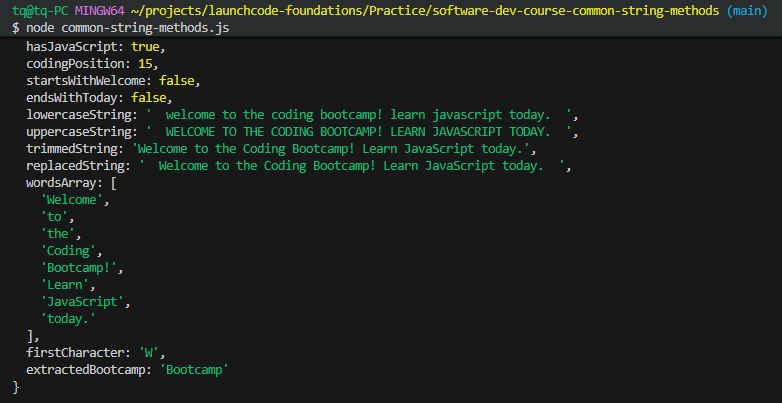 tq@tq-PC MINGW64 ~/projects/launchcode-foundations/Practice/software-dev-course-common-string-methods (main)
$ node common-string-methods.js
  hasJavaScript: true,
  codingPosition: 15,
  startsWithWelcome: false,
  endsWithToday: false,
  lowercaseString: '  welcome to the coding bootcamp! learn javascript today.  ',
  uppercaseString: '  WELCOME TO THE CODING BOOTCAMP! LEARN JAVASCRIPT TODAY.  ',
  trimmedString: 'Welcome to the Coding Bootcamp! Learn JavaScript today.',
  replacedString: '  Welcome to the Coding Bootcamp! Learn JavaScript today.  ',
  wordsArray: [
    'Welcome',
    'to',
    'the',
    'Coding',
    'Bootcamp!',
    'Learn',
    'JavaScript',
    'today.'
  ],
  firstCharacter: 'W',
  extractedBootcamp: 'Bootcamp'
}